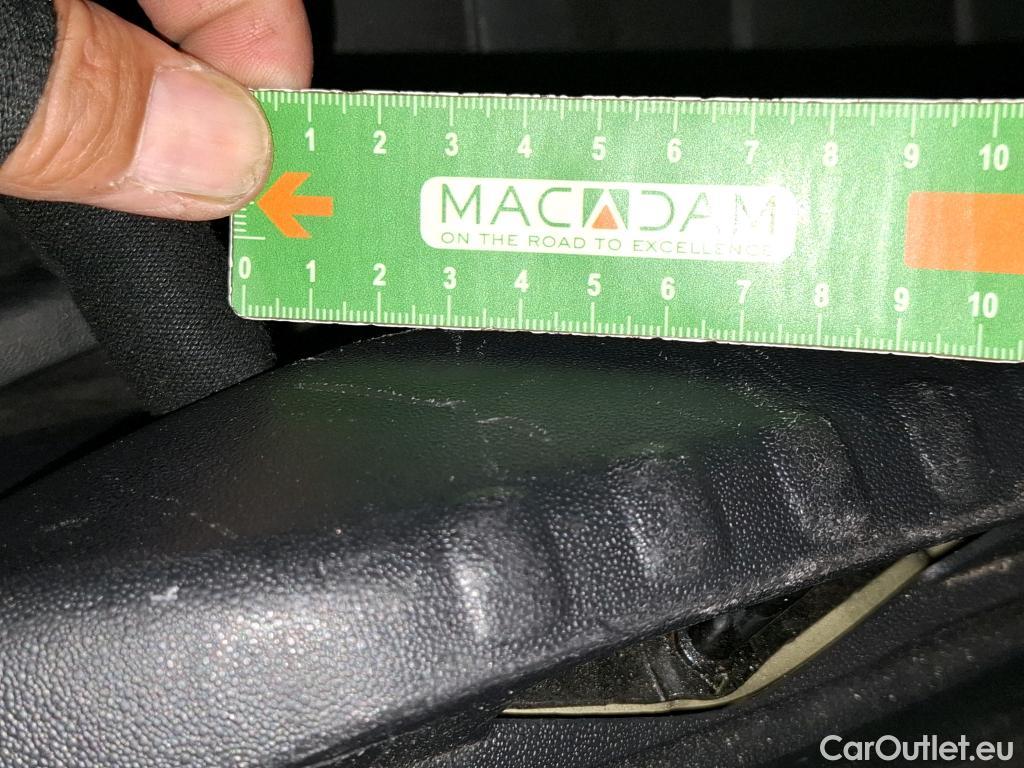 1 2 3 4 5 6 7 8 9 10
MACADAM
ON THE ROAD TO EXCELLENCE
0 1 2 3 4 5 6 7 8 9 10
CarOutlet.eu